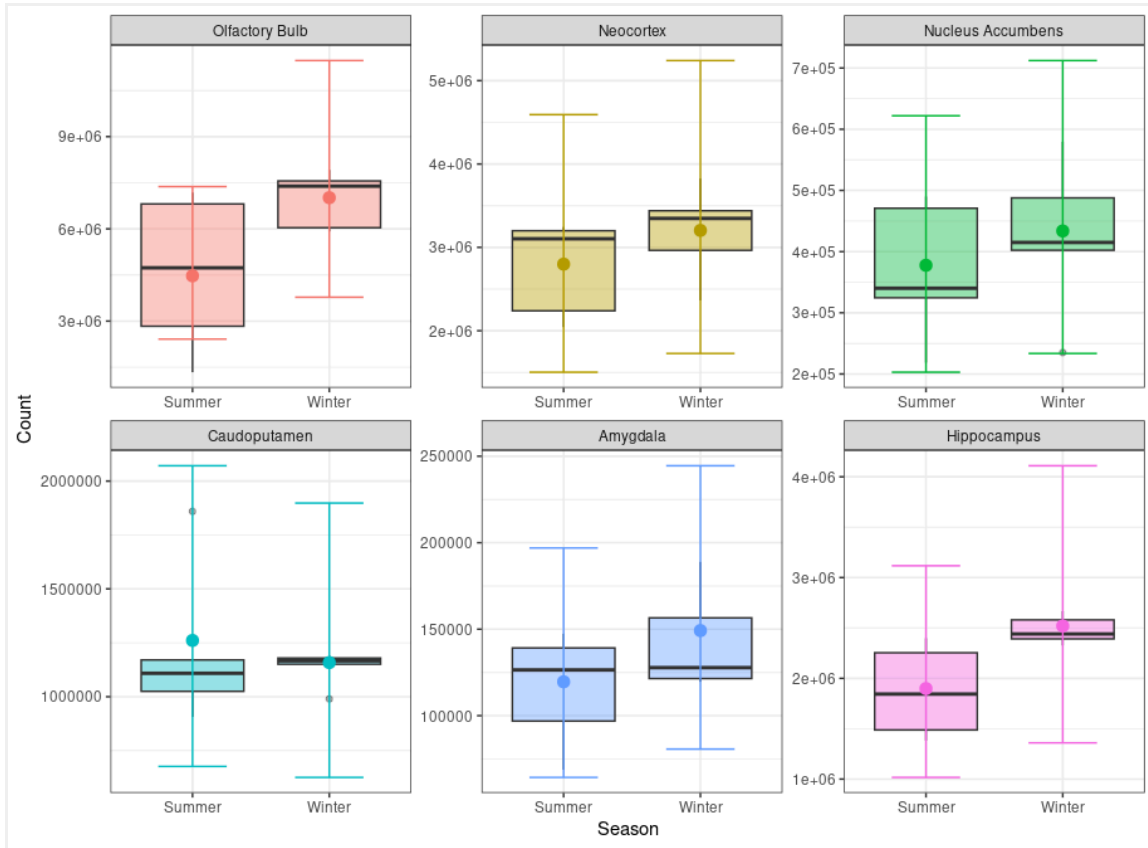 Olfactory Bulb
Neocortex
Nucleus Accumbens
9e+06
6e+06
3e+06
5e+06
4e+06
3e+06
2e+06
7e+05
6e+05
5e+05
4e+05
3e+05
2e+05
Summer
Winter
Summer
Winter
Summer
Winter
Count
Caudoputamen
Amygdala
Hippocampus
2000000
1500000
1000000
250000
200000
150000
100000
4e+06
3e+06
2e+06
1e+06
Summer
Winter
Summer
Winter
Summer
Winter
Season